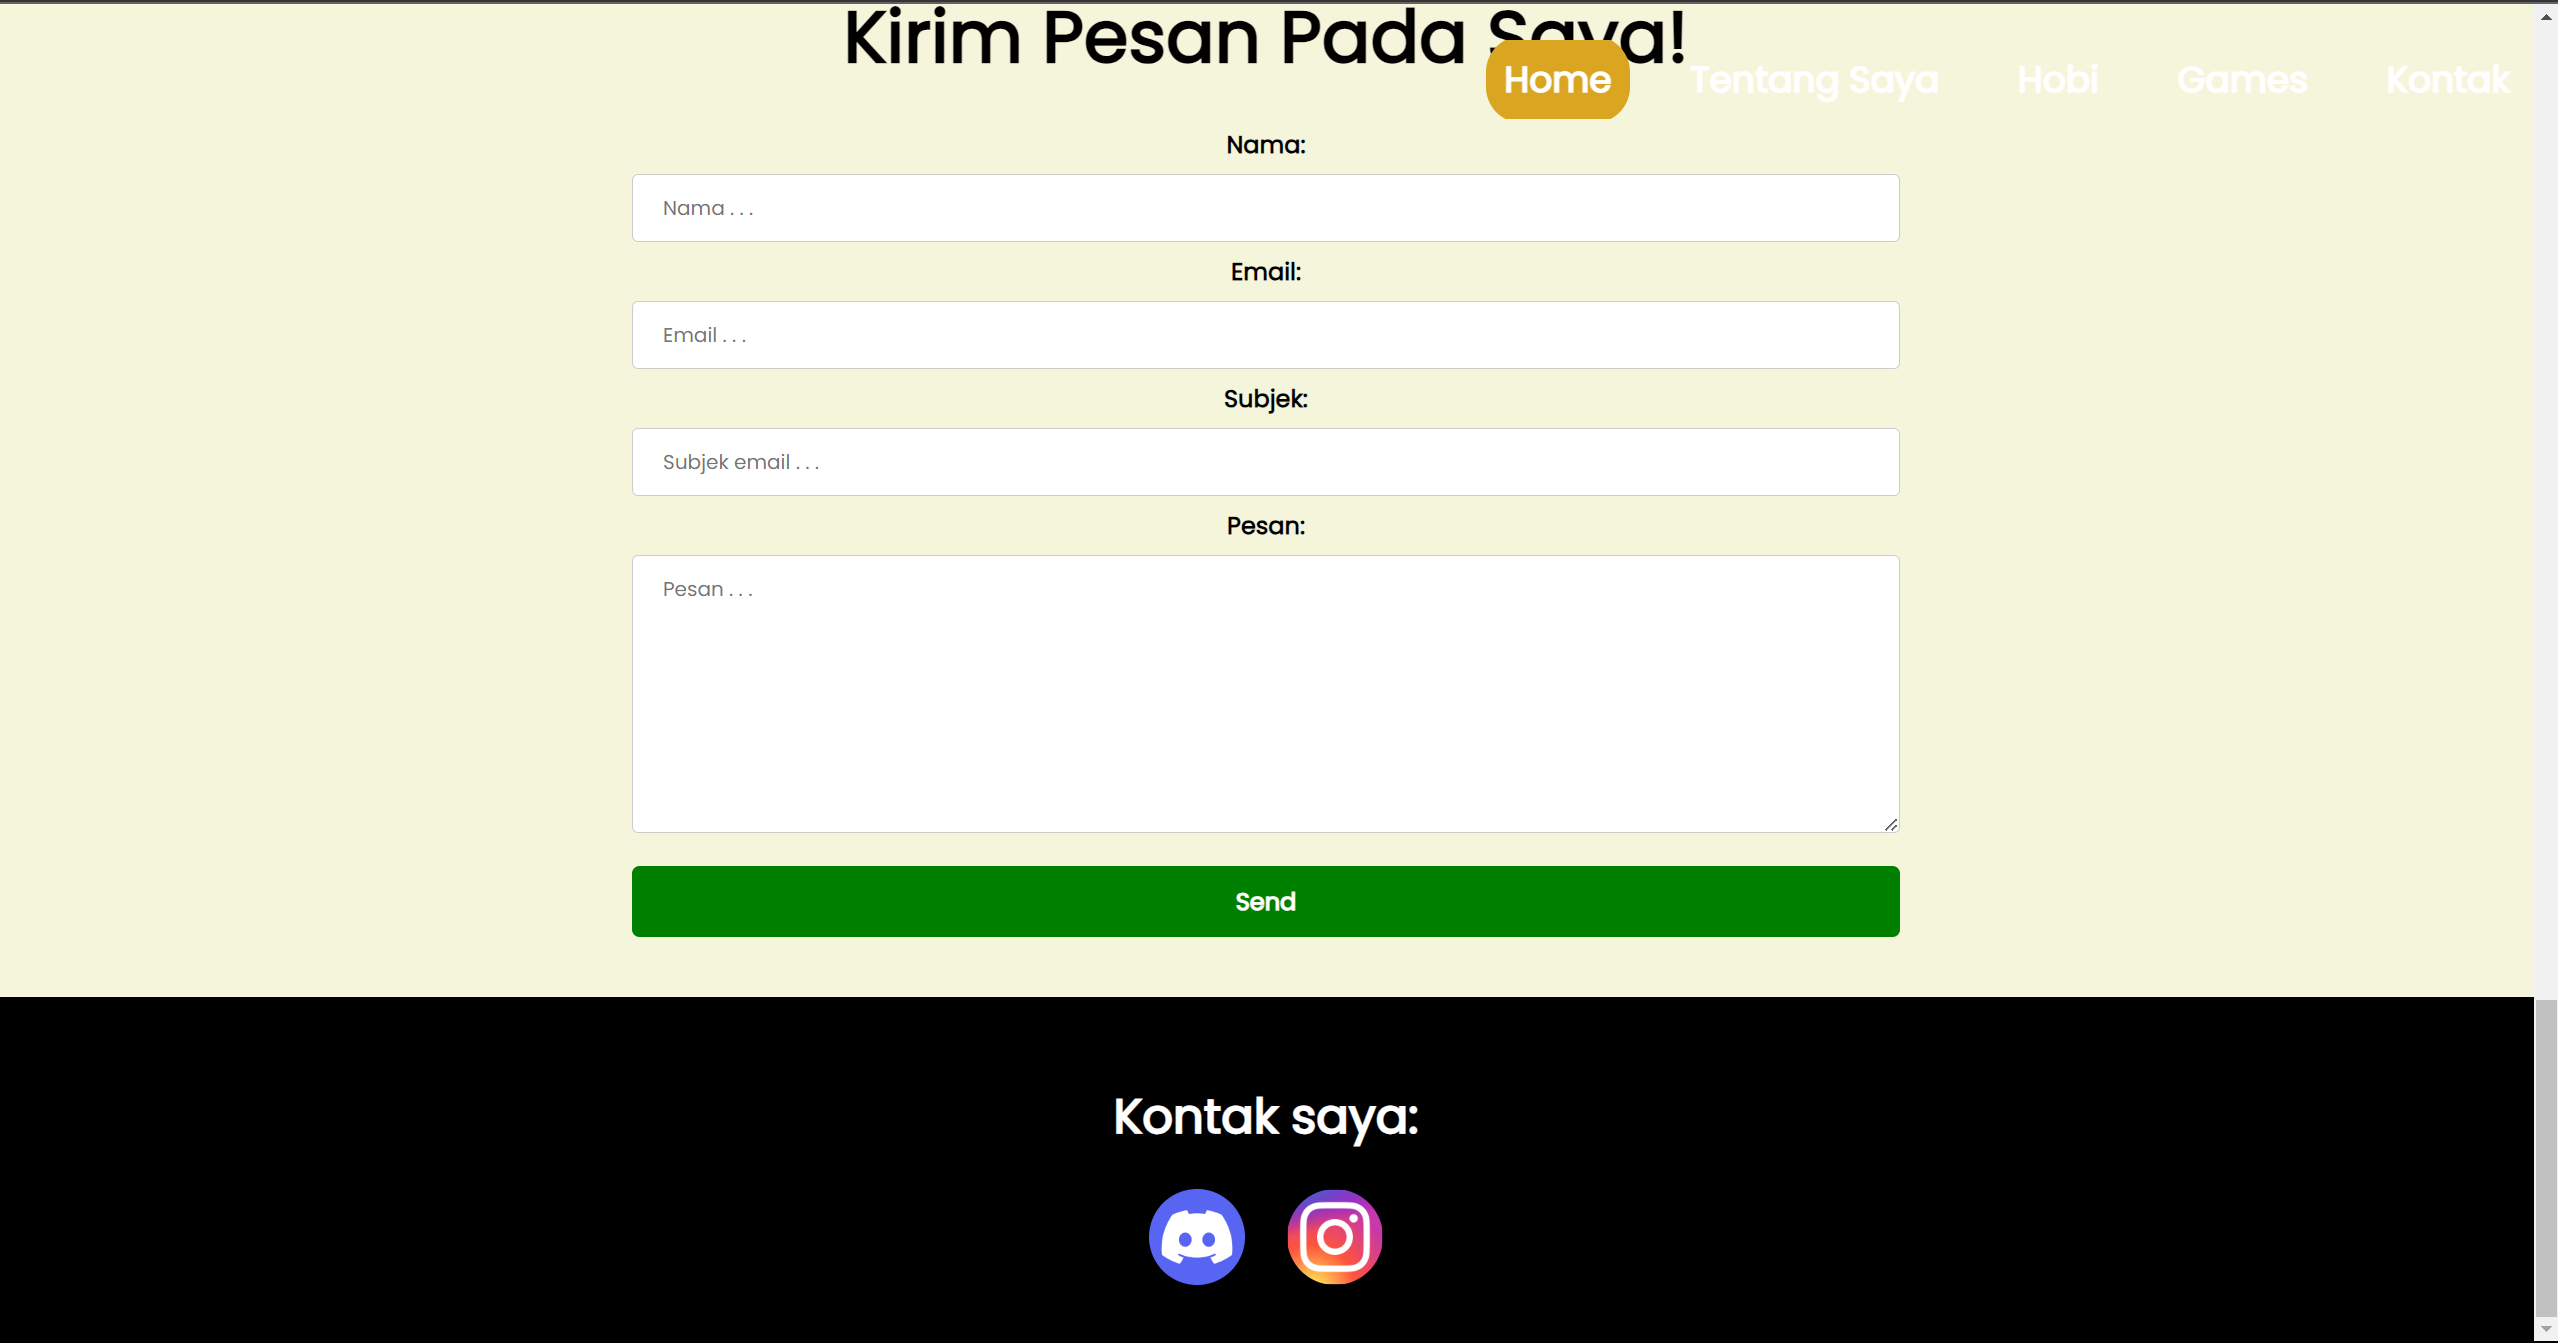 Kirim Pesan Pada Saya!
Home Tentang Saya Hobi Games Kontak
Nama:
Nama . . .
Email:
Email . . .
Subjek:
Subjek email . . .
Pesan:
Pesan . . .
Send
Kontak saya: